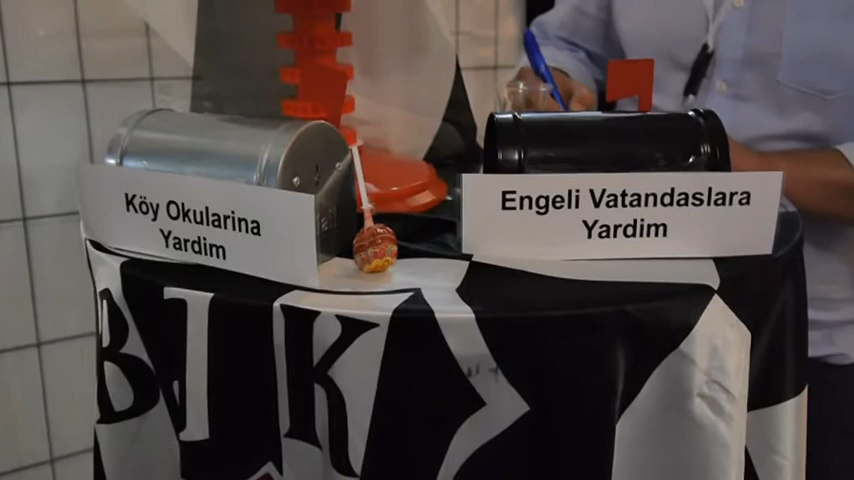 Köy Okularina
Yardim
Engeli Vatandaslara
Yardim
BJK